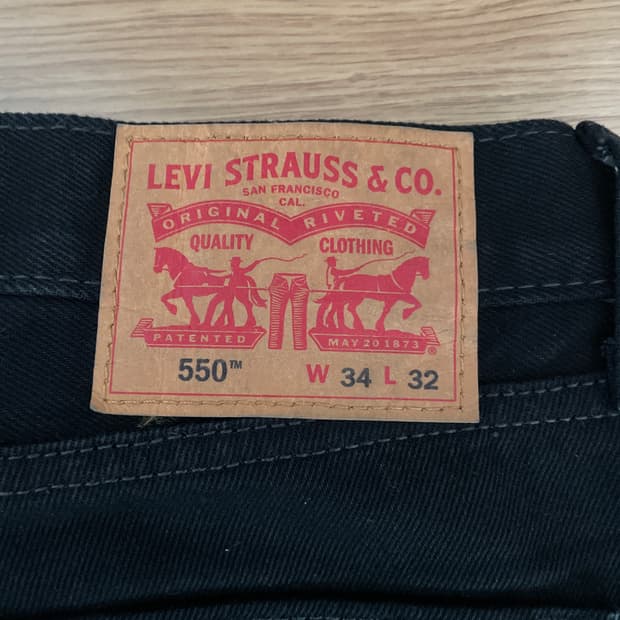 LEVI STRAUSS & CO.
SAN FRANCISCO
CAL.
ORIGINAL RIVETED
QUALITY CLOTHING
PATENTED MAY 20 1873 ®
550™ W 34 L 32